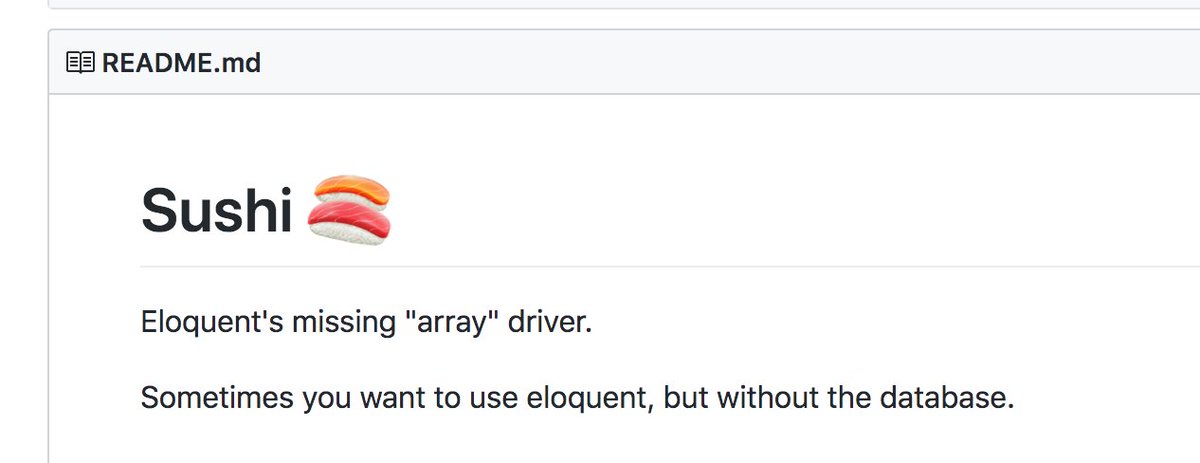 README.md
Sushi 🍣
Eloquent's missing "array" driver.
Sometimes you want to use eloquent, but without the database.